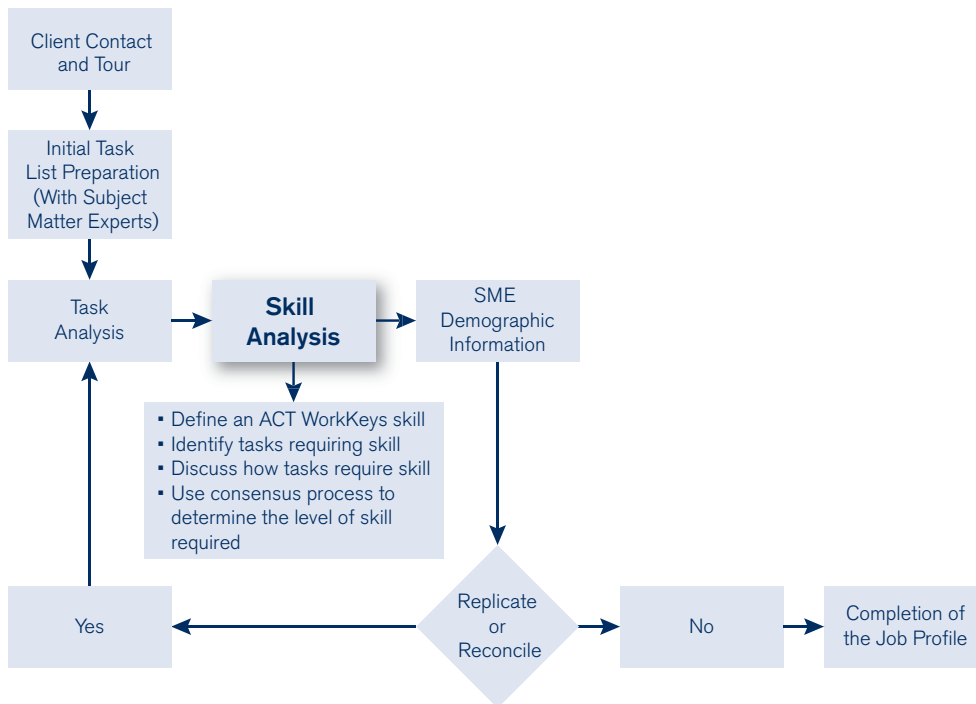 Client Contact
and Tour
Initial Task
List Preparation
(With Subject
Matter Experts)
Task
Analysis
Skill
Analysis
SME
Demographic
Information
▪ Define an ACT WorkKeys skill
▪ Identify tasks requiring skill
▪ Discuss how tasks require skill
▪ Use consensus process to
determine the level of skill
required
Yes
Replicate
or
Reconcile
No
Completion of
the Job Profile